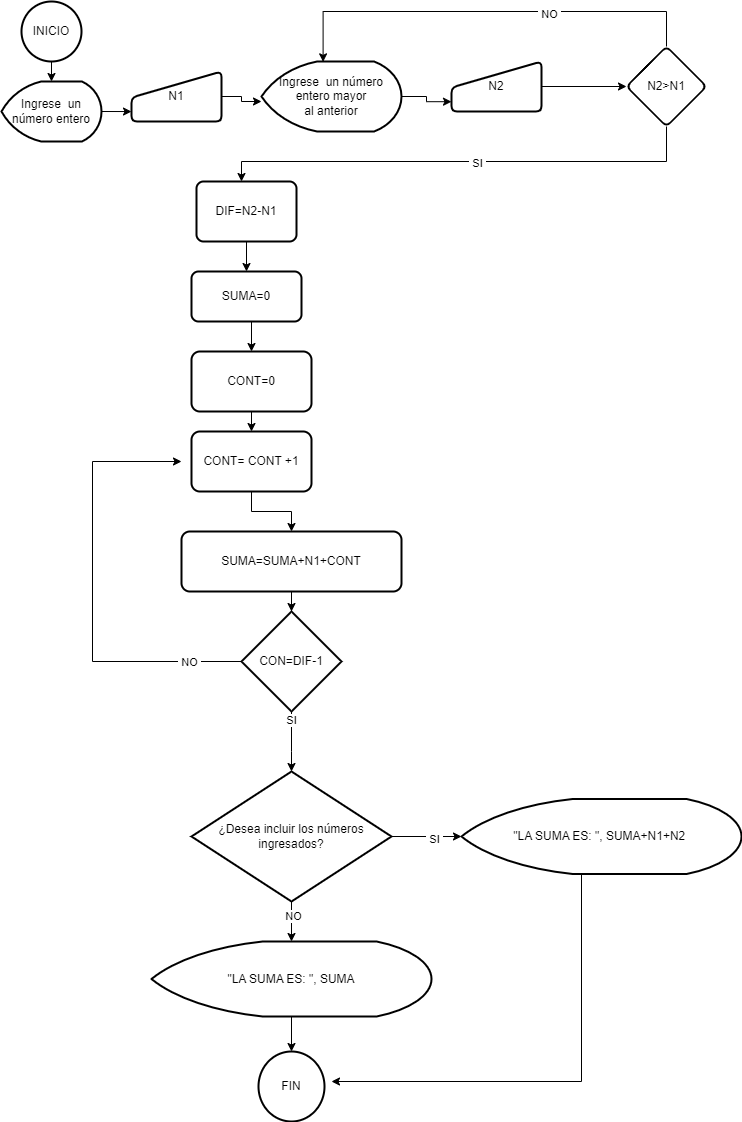 INICIO
Ingrese un
número entero
N1
Ingrese un número
entero mayor
al anterior
N2
N2>N1
NO
SI
DIF=N2-N1
SUMA=0
CONT=0
CONT= CONT +1
SUMA=SUMA+N1+CONT
CON=DIF-1
NO
SI
¿Desea incluir los números
ingresados?
SI
"LA SUMA ES: ", SUMA+N1+N2
NO
"LA SUMA ES: ", SUMA
FIN